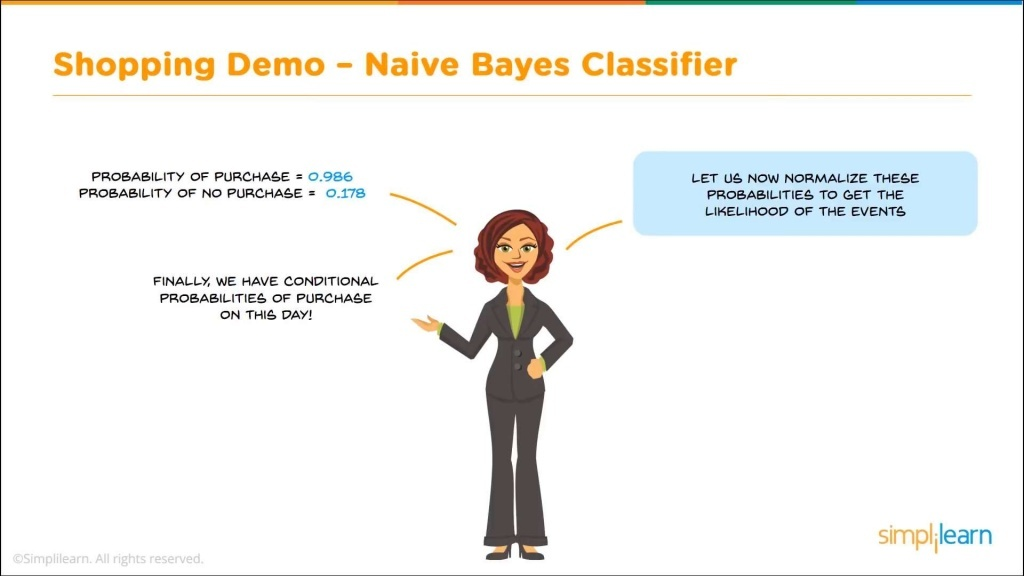 Shopping Demo – Naive Bayes Classifier
PROBABILITY OF PURCHASE = 0.986
PROBABILITY OF NO PURCHASE = 0.178
LET US NOW NORMALIZE THESE
PROBABILITIES TO GET THE
LIKELIHOOD OF THE EVENTS
FINALLY, WE HAVE CONDITIONAL
PROBABILITIES OF PURCHASE
ON THIS DAY!
simplilearn
©Simplilearn. All rights reserved.